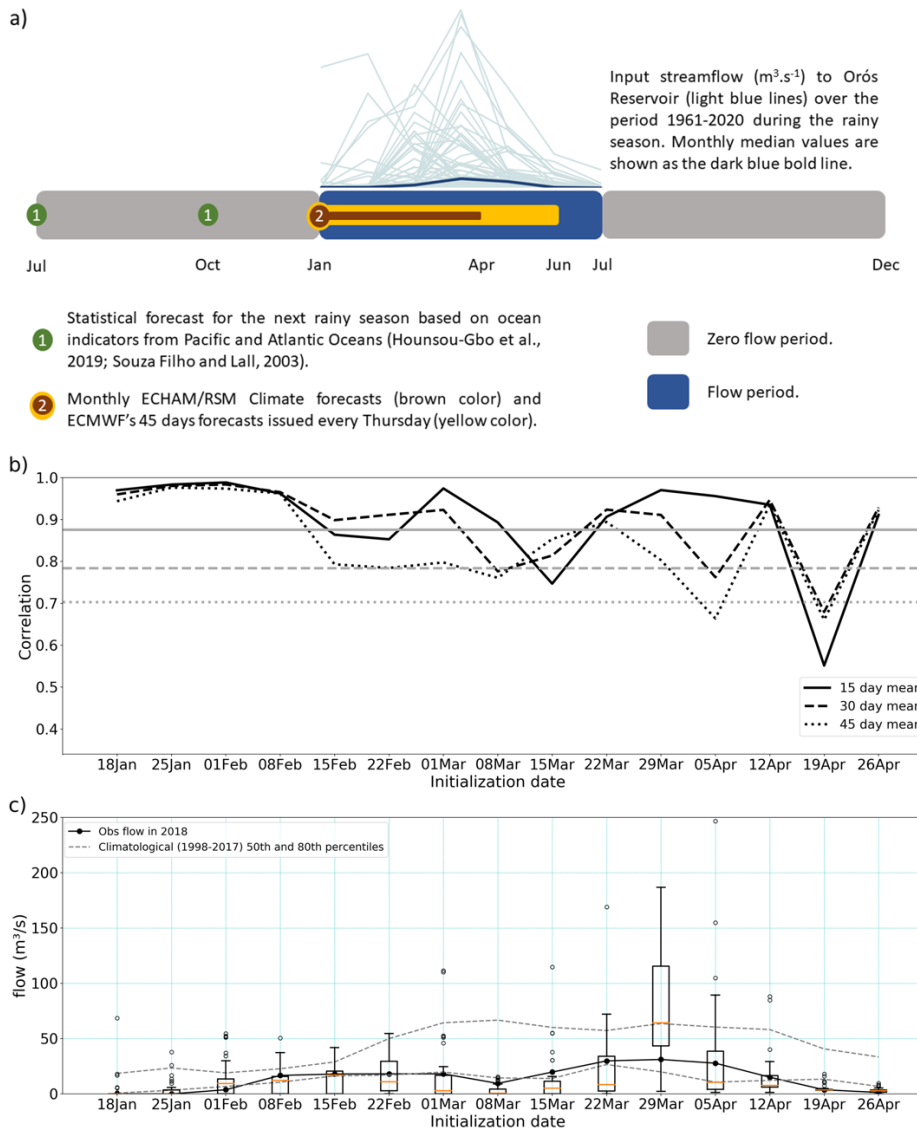 a)
Input streamflow (m³.s⁻¹) to Orós
Reservoir (light blue lines) over the
period 1961-2020 during the rainy
season. Monthly median values are
shown as the dark blue bold line.
1 1 2
Jul Oct Jan Apr Jun Jul Dec
1 Statistical forecast for the next rainy season based on ocean
indicators from Pacific and Atlantic Oceans (Hounsou-Gbo et al.,
2019; Souza Filho and Lall, 2003).
Zero flow period.
2 Monthly ECHAM/RSM Climate forecasts (brown color) and
ECMWF's 45 days forecasts issued every Thursday (yellow color).
Flow period.
b)
1.0
0.9
0.8
0.7
0.6
0.5
0.4
Correlation
15 day mean
30 day mean
45 day mean
18Jan 25Jan 01Feb 08Feb 15Feb 22Feb 01Mar 08Mar 15Mar 22Mar 29Mar 05Apr 12Apr 19Apr 26Apr
Initialization date
c)
250
200
150
100
50
0
flow (m³/s)
Obs flow in 2018
Climatological (1998-2017) 50th and 80th percentiles
18Jan 25Jan 01Feb 08Feb 15Feb 22Feb 01Mar 08Mar 15Mar 22Mar 29Mar 05Apr 12Apr 19Apr 26Apr
Initialization date